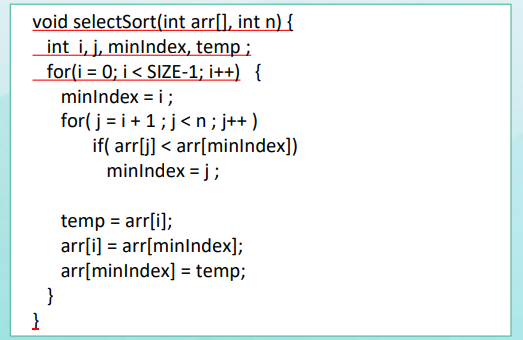 void selectSort(int arr[], int n) {
int  i, j, minIndex, temp ;
for(i = 0; i < SIZE-1; i++)  {
minIndex = i ;
for( j = i + 1 ; j < n ; j++ )
if( arr[j] < arr[minIndex])
minIndex = j ;
temp = arr[i];
arr[i] = arr[minIndex];
arr[minIndex] = temp;
}
}